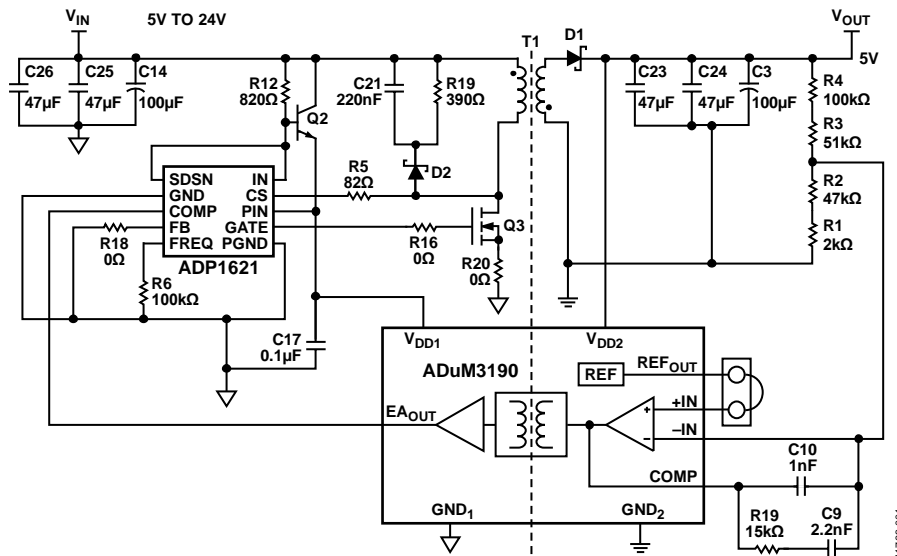 VIN
5V TO 24V
VOUT
5V
T1
D1
C26
47µF
C25
47µF
C14
100µF
R12
820Ω
Q2
C21
220nF
R19
390Ω
C23
47µF
C24
47µF
C3
100µF
R4
100kΩ
R3
51kΩ
R2
47kΩ
R1
2kΩ
D2
R5
82Ω
SDSN
IN
GND
CS
COMP
PIN
FB
GATE
FREQ
PGND
ADP1621
R18
0Ω
R16
0Ω
Q3
R20
0Ω
R6
100kΩ
C17
0.1µF
VDD1
VDD2
ADuM3190
REF
REFOUT
EAOUT
+IN
+
−
−IN
COMP
GND1
GND2
C10
1nF
R19
15kΩ
C9
2.2nF